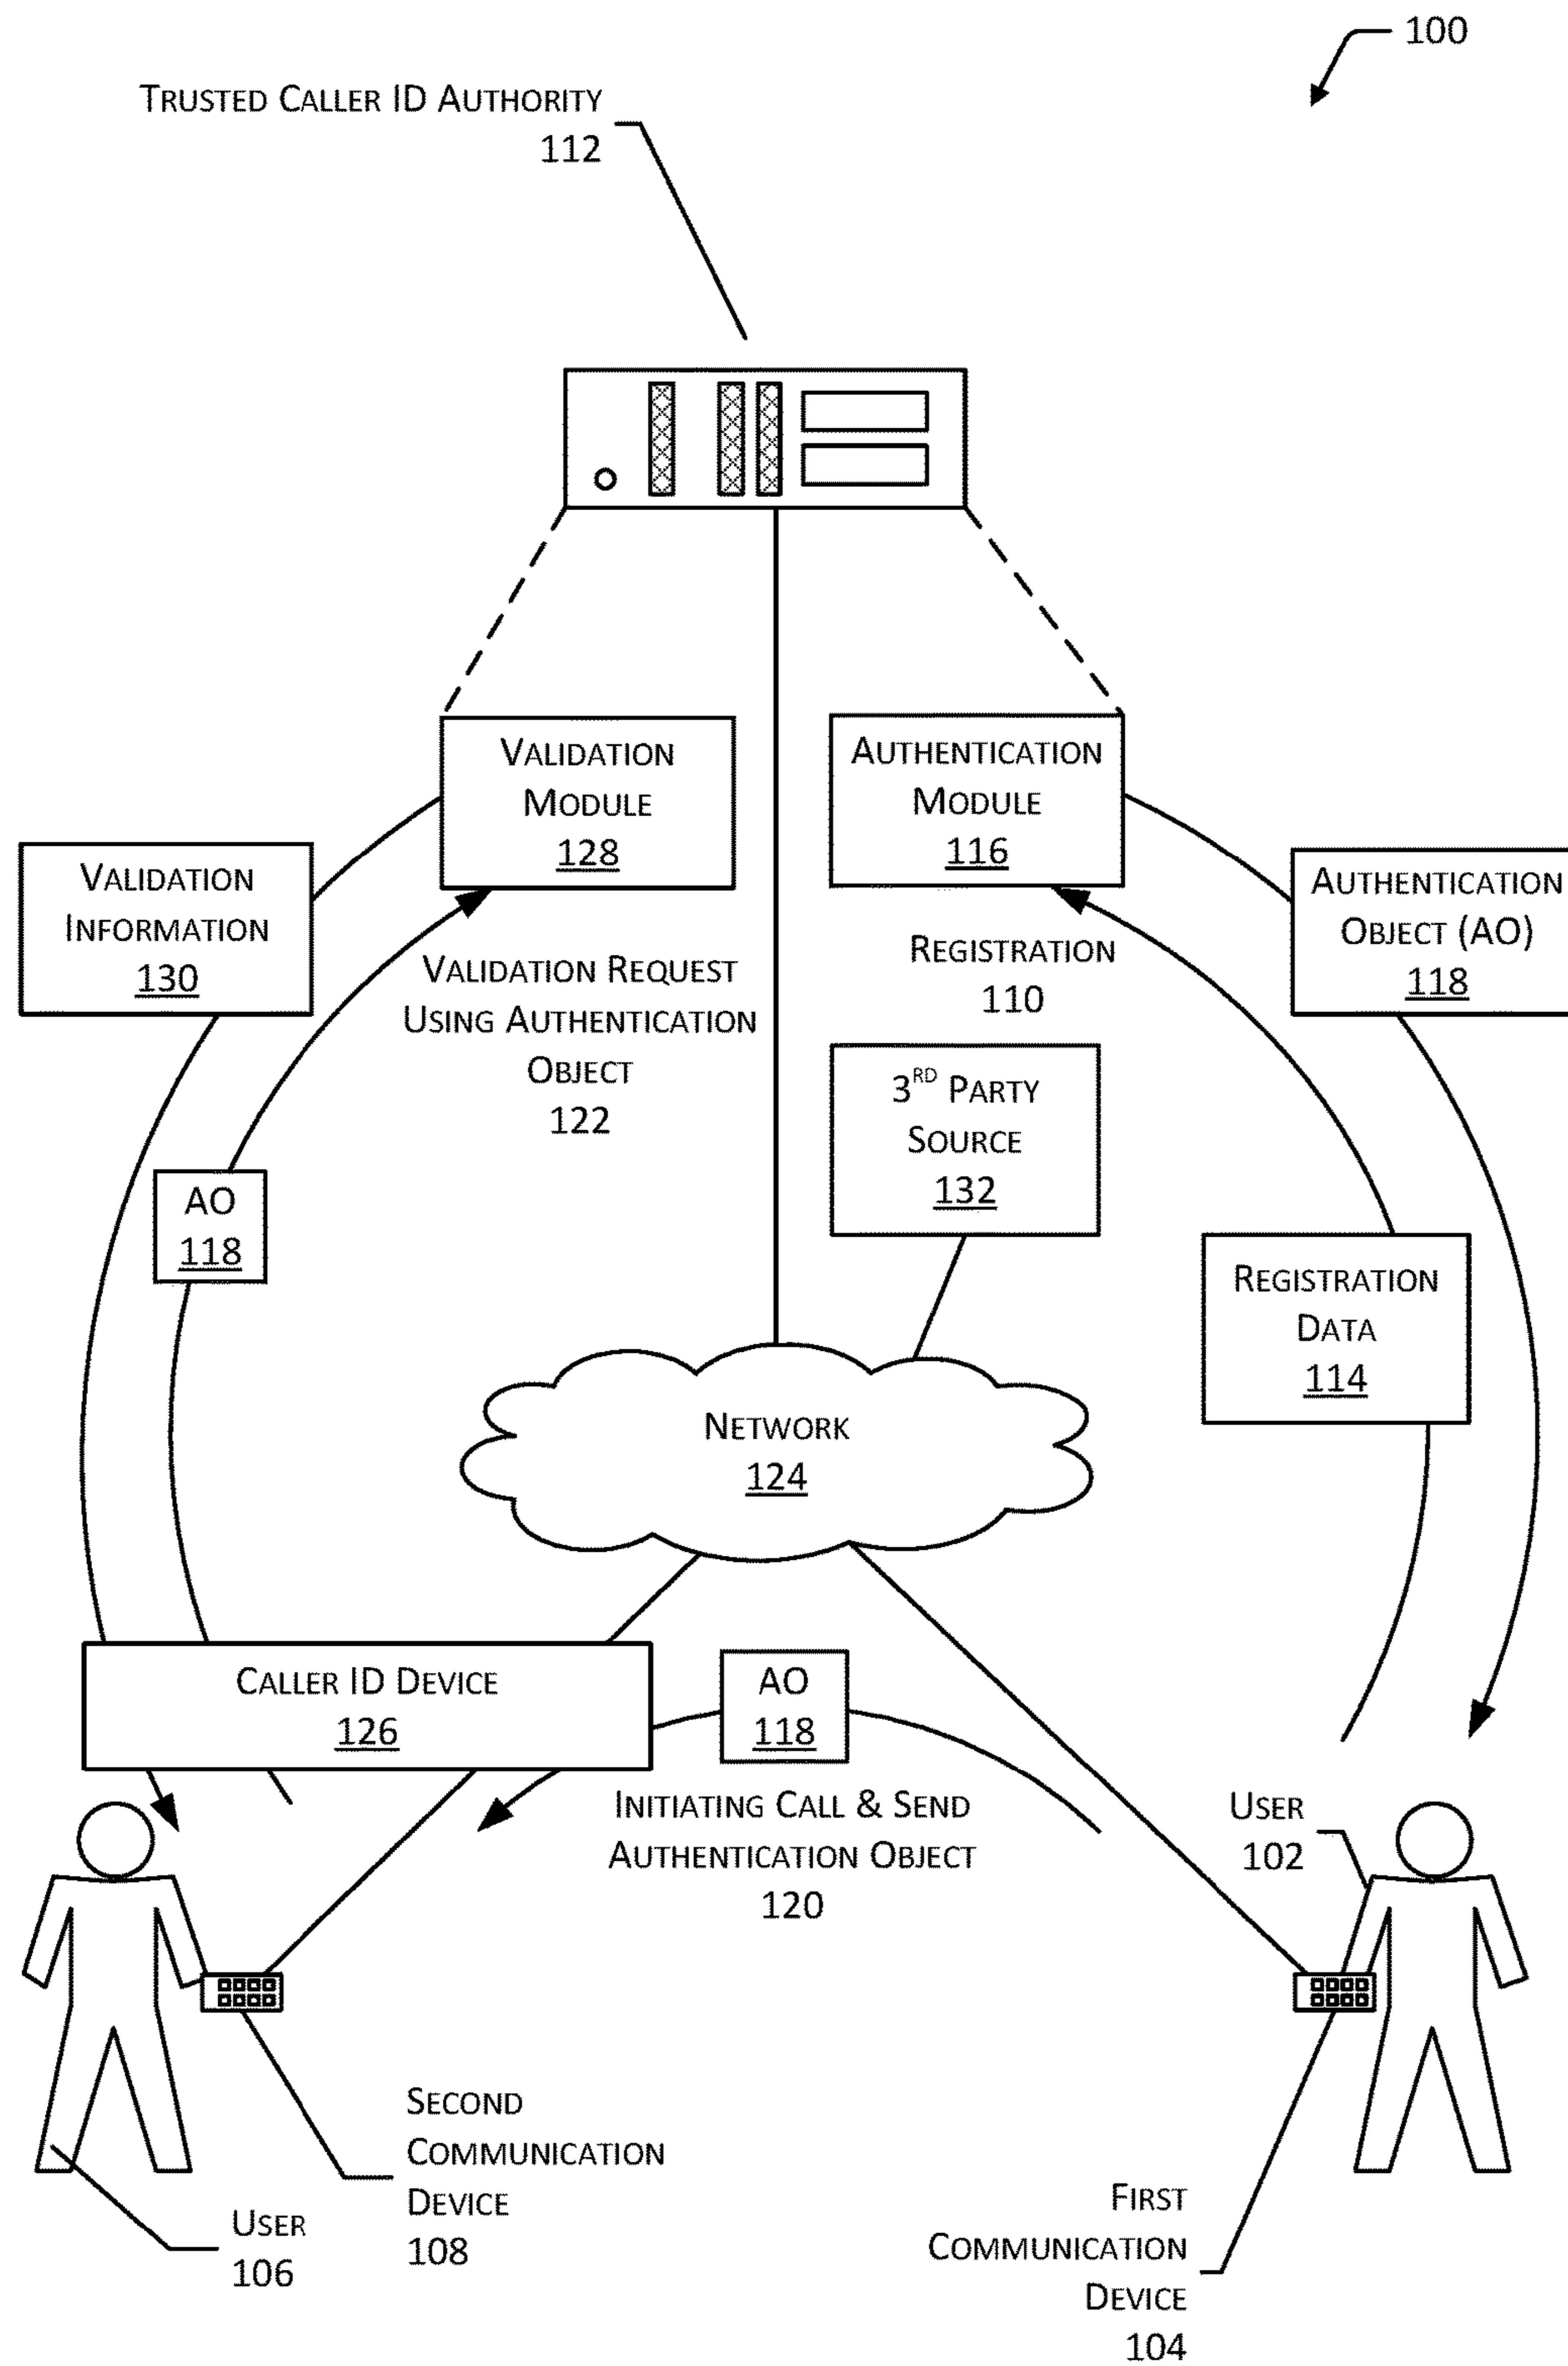 100
TRUSTED CALLER ID AUTHORITY
112
VALIDATION
MODULE
128
AUTHENTICATION
MODULE
116
VALIDATION
INFORMATION
130
AUTHENTICATION
OBJECT (AO)
118
VALIDATION REQUEST
USING AUTHENTICATION
OBJECT
122
REGISTRATION
110
3RD PARTY
SOURCE
132
AO
118
REGISTRATION
DATA
114
NETWORK
124
CALLER ID DEVICE
126
AO
118
INITIATING CALL & SEND
AUTHENTICATION OBJECT
120
USER
102
SECOND
COMMUNICATION
DEVICE
108
USER
106
FIRST
COMMUNICATION
DEVICE
104